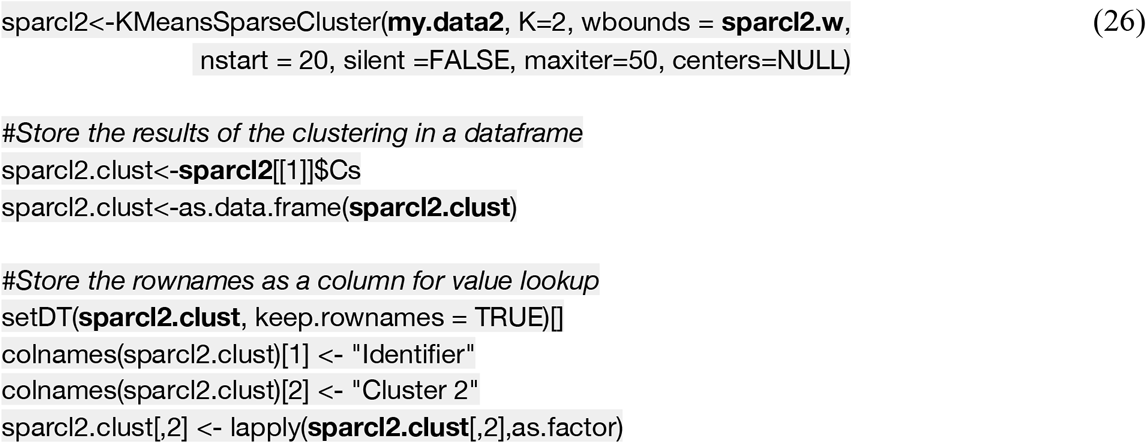 sparcl2<-KMeansSparseCluster(my.data2, K=2, wbounds = sparcl2.w, (26)
nstart = 20, silent =FALSE, maxiter=50, centers=NULL)
#Store the results of the clustering in a dataframe
sparcl2.clust<-sparcl2[[1]]$Cs
sparcl2.clust<-as.data.frame(sparcl2.clust)
#Store the rownames as a column for value lookup
setDT(sparcl2.clust, keep.rownames = TRUE)[]
colnames(sparcl2.clust)[1] <- "Identifier"
colnames(sparcl2.clust)[2] <- "Cluster 2"
sparcl2.clust[,2] <- lapply(sparcl2.clust[,2],as.factor)